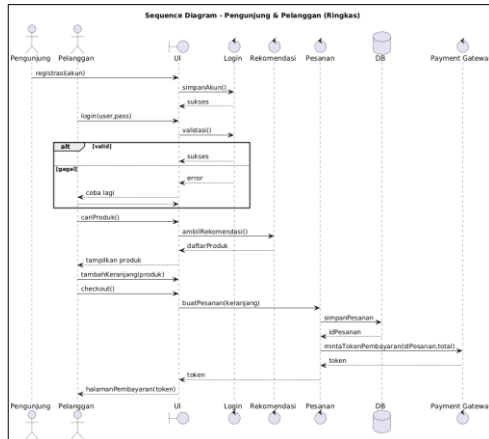 Sequence Diagram - Pengunjung & Pelanggan (Ringkas)
Pengunjung Pelanggan UI Login Rekomendasi Pesanan DB Payment Gateway
registrasi(akun)
simpanAkun()
sukses
login(user,pass)
validasi()
alt [valid]
sukses
[gagal]
error
coba lagi
cariProduk()
ambilRekomendasi()
daftarProduk
tampilkan produk
tambahKeranjang(produk)
checkout()
buatPesanan(keranjang)
simpanPesanan
idPesanan
mintaTokenPembayaran(idPesanan,total)
token
token
halamanPembayaran(token)
Pengunjung Pelanggan UI Login Rekomendasi Pesanan DB Payment Gateway